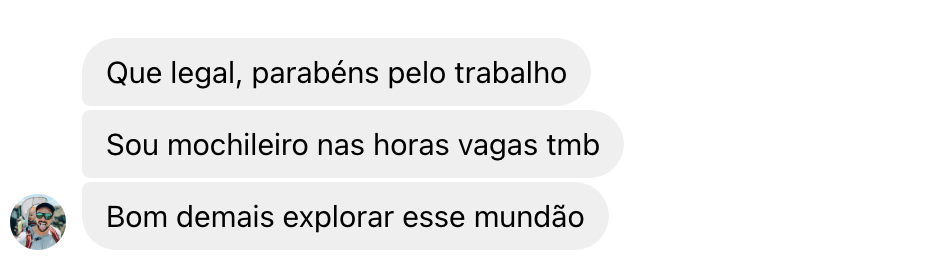 Que legal, parabéns pelo trabalho
Sou mochileiro nas horas vagas tmb
Bom demais explorar esse mundão